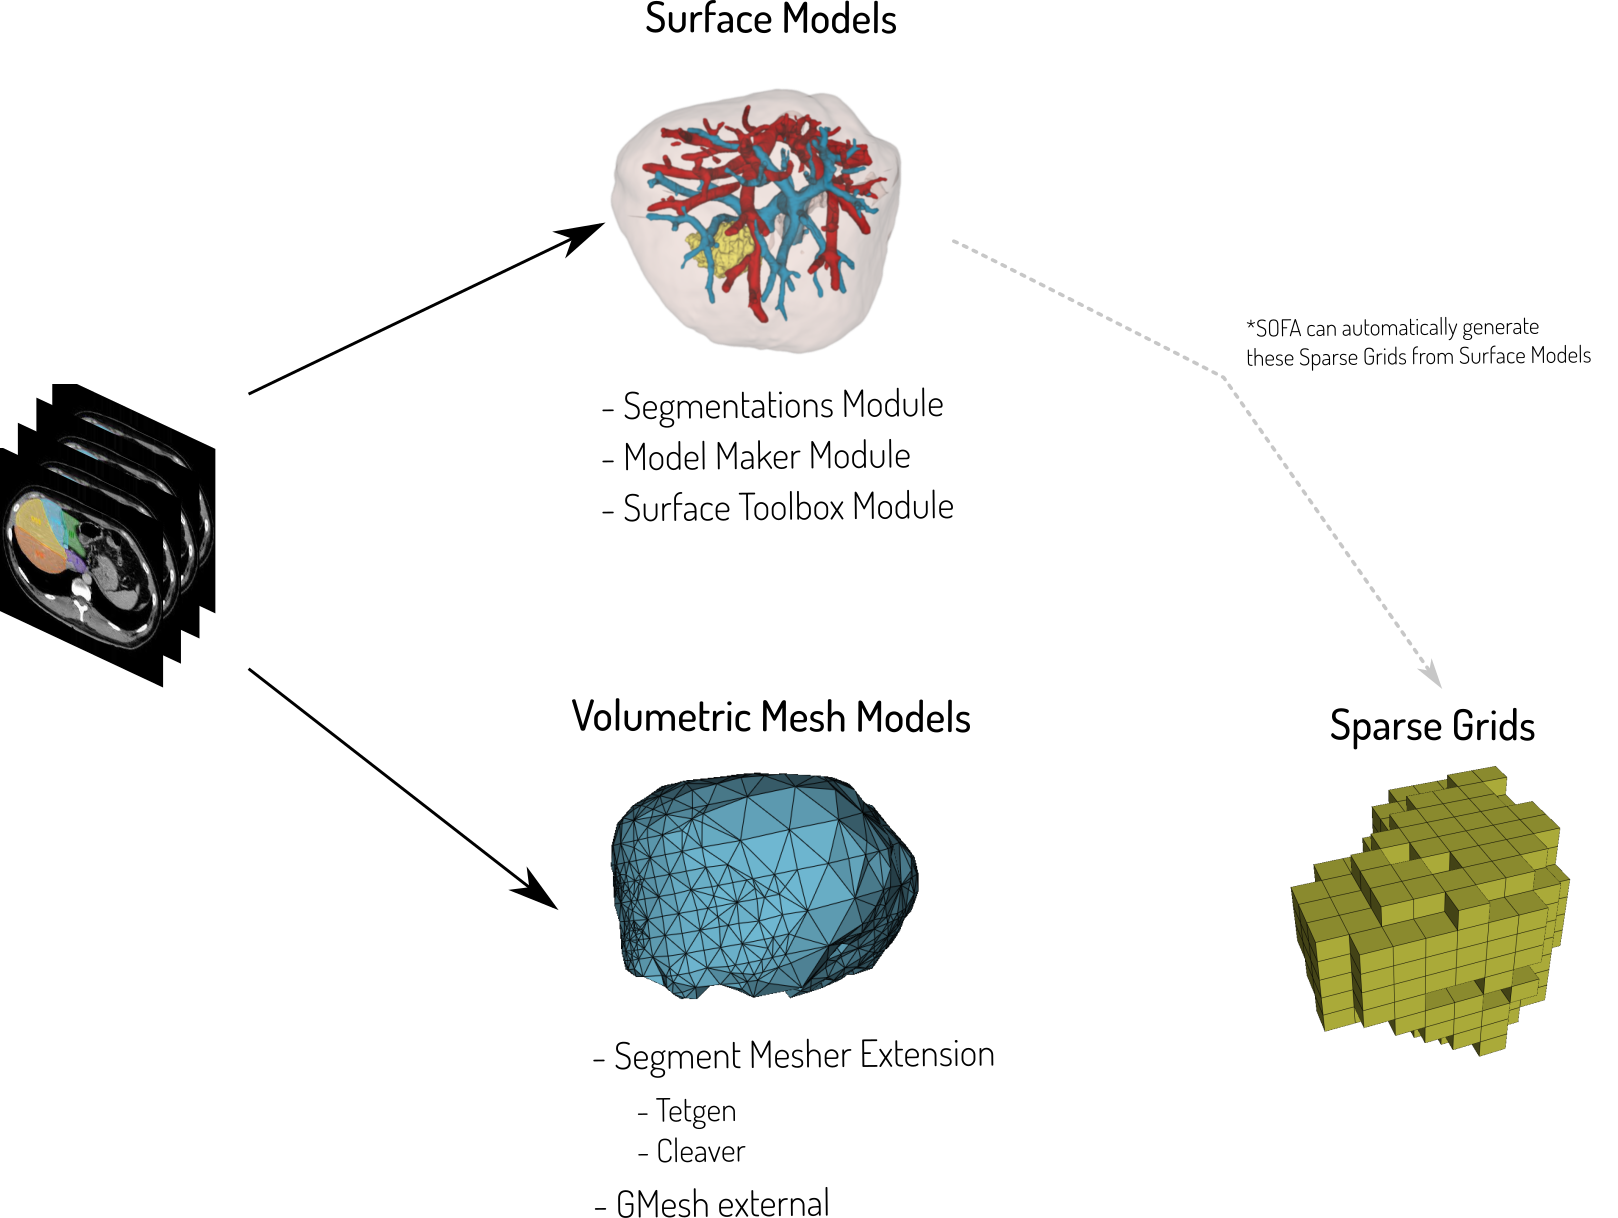 Surface Models
*SOFA can automatically generate
these Sparse Grids from Surface Models
- Segmentations Module
- Model Maker Module
- Surface Toolbox Module
Volumetric Mesh Models
Sparse Grids
- Segment Mesher Extension
- Tetgen
- Cleaver
- GMesh external